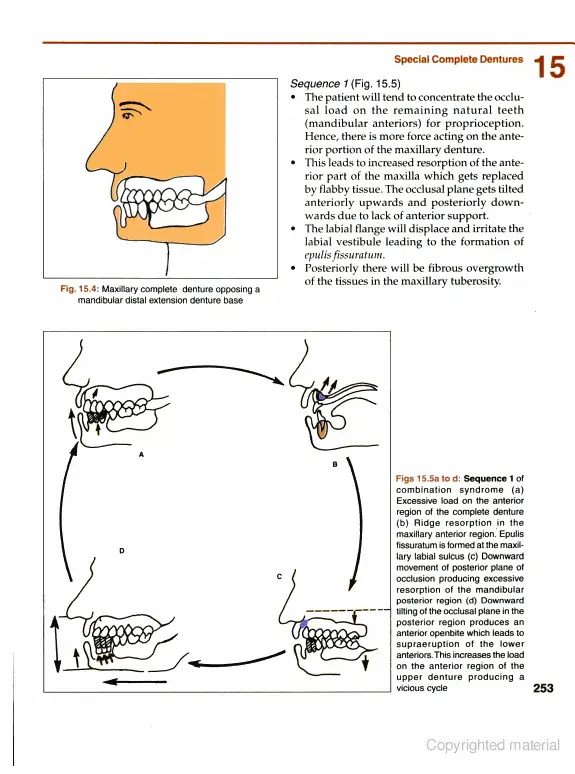 Special Complete Dentures
15
Sequence 1 (Fig. 15.5)
• The patient will tend to concentrate the occlu-
sal load on the remaining natural teeth
(mandibular anteriors) for proprioception.
Hence, there is more force acting on the ante-
rior portion of the maxillary denture.
• This leads to increased resorption of the ante-
rior part of the maxilla which gets replaced
by flabby tissue. The occlusal plane gets tilted
anteriorly upwards and posteriorly down-
wards due to lack of anterior support.
• The labial flange will displace and irritate the
labial vestibule leading to the formation of
epulis fissuratum.
• Posteriorly there will be fibrous overgrowth
of the tissues in the maxillary tuberosity.
Fig. 15.4: Maxillary complete denture opposing a
mandibular distal extension denture base
A
B
C
D
Figs 15.5a to d: Sequence 1 of
combination syndrome (a)
Excessive load on the anterior
region of the complete denture
(b) Ridge resorption in the
maxillary anterior region. Epulis
fissuratum is formed at the maxil-
lary labial sulcus (c) Downward
movement of posterior plane of
occlusion producing excessive
resorption of the mandibular
posterior region (d) Downward
tilting of the occlusal plane in the
posterior region produces an
anterior openbite which leads to
supraeruption of the lower
anteriors. This increases the load
on the anterior region of the
upper denture producing a
vicious cycle
253
Copyrighted material